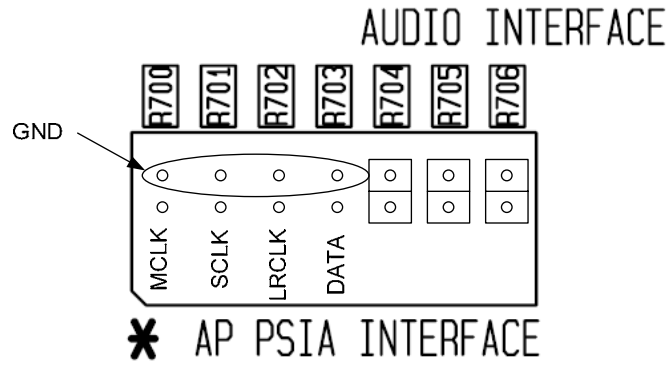 AUDIO INTERFACE
R700 R701 R702 R703 R704 R705 R706
GND
MCLK SCLK LRCLK DATA
* AP PSIA INTERFACE